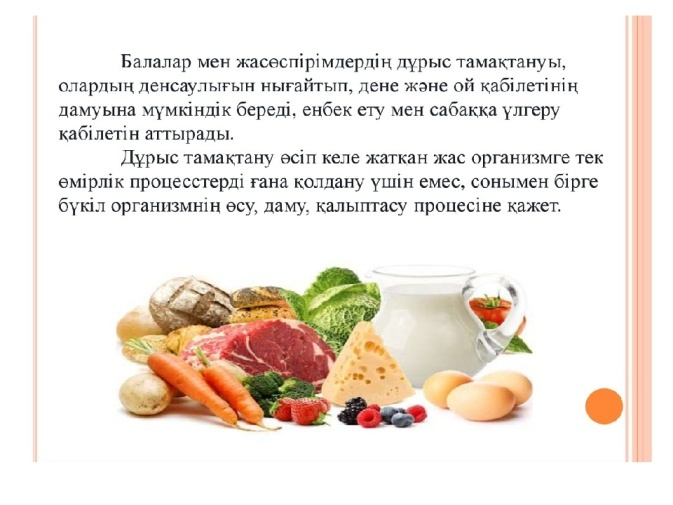 Балалар мен жасөспірімдердің дұрыс тамақтануы,
олардың денсаулығын нығайтып, дене және ой қабілетінің
дамуына мүмкіндік береді, еңбек ету мен сабаққа үлгеру
қабілетін аттырады.
Дұрыс тамақтану өсіп келе жатқан жас организмге тек
өмірлік процесстерді ғана қолдану үшін емес, сонымен бірге
бүкіл организмнің өсу, даму, қалыптасу процесіне қажет.